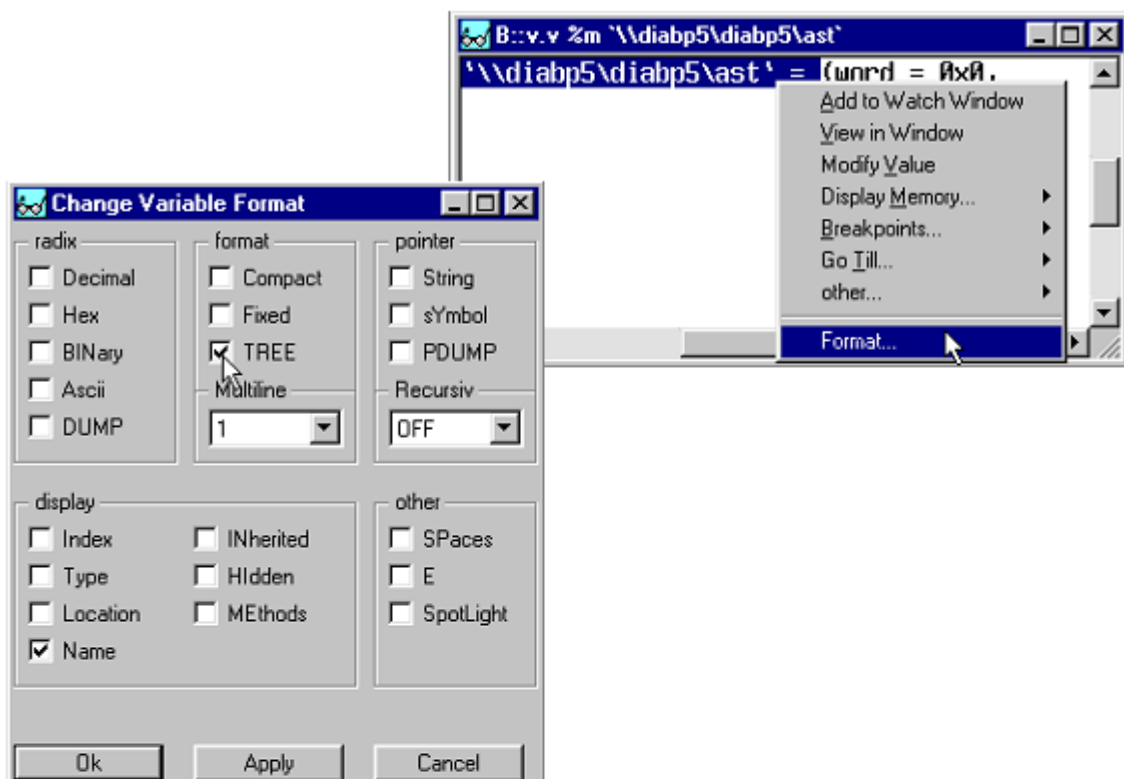 B::v.v %m `\\diabp5\diabp5\ast`
'\\diabp5\diabp5\ast' = (word = 0x0,
Add to Watch Window
View in Window
Modify Value
Display Memory...
Breakpoints...
Go Till...
other...
Format...
Change Variable Format
radix
Decimal
Hex
BINary
Ascii
DUMP
format
Compact
Fixed
TREE
Multiline
1
pointer
String
sYmbol
PDUMP
Recursiv
OFF
display
Index
Type
Location
Name
INherited
HIdden
MEthods
other
SPaces
E
SpotLight
Ok
Apply
Cancel